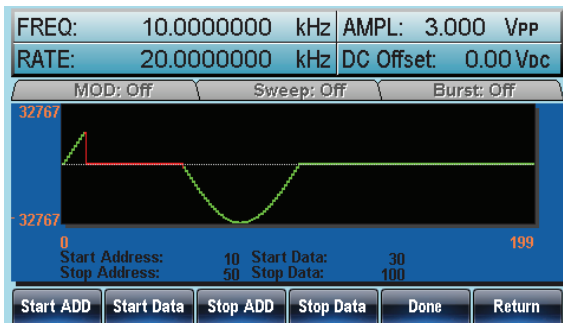 FREQ: 10.0000000 kHz AMPL: 3.000 VPP
RATE: 20.0000000 kHz DC Offset: 0.00 VDC
MOD: Off Sweep: Off Burst: Off
32767
- 32767
0 199
Start Address: 10 Start Data: 30
Stop Address: 50 Stop Data: 100
Start ADD Start Data Stop ADD Stop Data Done Return